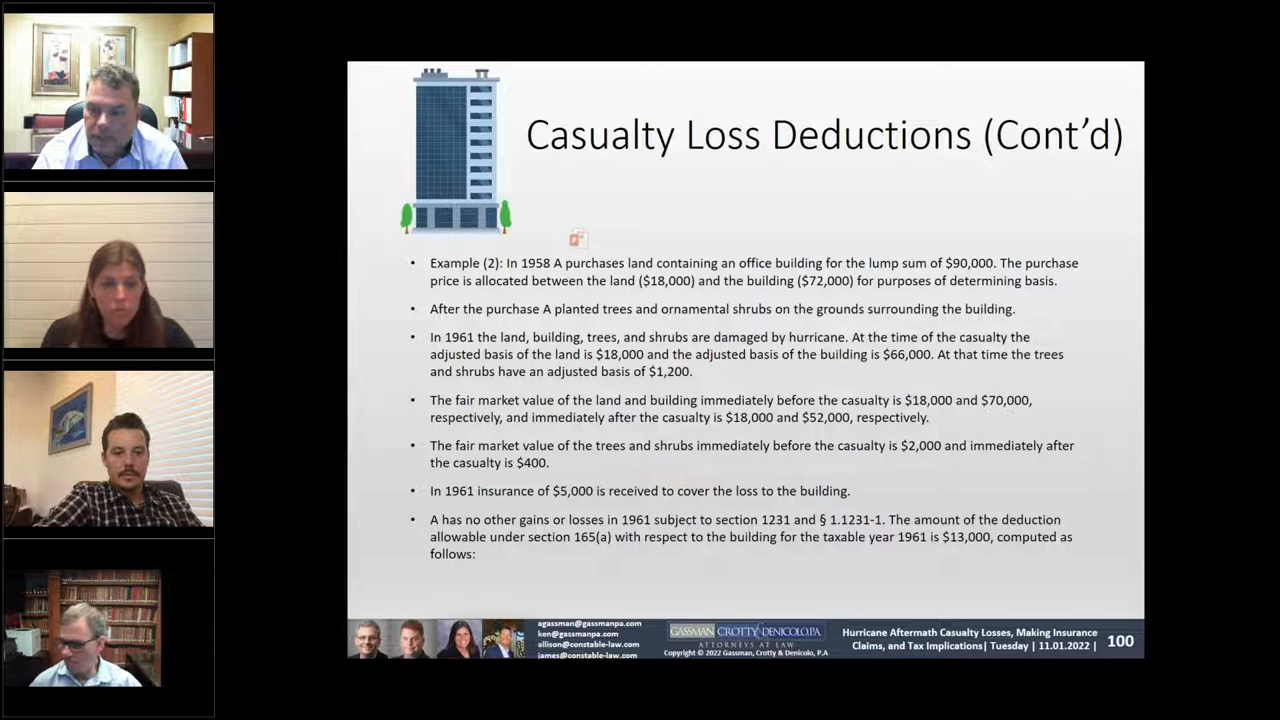 Casualty Loss Deductions (Cont’d)
• Example (2): In 1958 A purchases land containing an office building for the lump sum of $90,000. The purchase
price is allocated between the land ($18,000) and the building ($72,000) for purposes of determining basis.
• After the purchase A planted trees and ornamental shrubs on the grounds surrounding the building.
• In 1961 the land, building, trees, and shrubs are damaged by hurricane. At the time of the casualty the
adjusted basis of the land is $18,000 and the adjusted basis of the building is $66,000. At that time the trees
and shrubs have an adjusted basis of $1,200.
• The fair market value of the land and building immediately before the casualty is $18,000 and $70,000,
respectively, and immediately after the casualty is $18,000 and $52,000, respectively.
• The fair market value of the trees and shrubs immediately before the casualty is $2,000 and immediately after
the casualty is $400.
• In 1961 insurance of $5,000 is received to cover the loss to the building.
• A has no other gains or losses in 1961 subject to section 1231 and § 1.1231-1. The amount of the deduction
allowable under section 165(a) with respect to the building for the taxable year 1961 is $13,000, computed as
follows:
agassman@gassmanpa.com
ken@gassmanpa.com
allison@constable-law.com
james@constable-law.com
GASSMAN CROTTY & DENICOLO, P.A.
ATTORNEYS AT LAW
Copyright © 2022 Gassman, Crotty & Denicolo, P.A
Hurricane Aftermath Casualty Losses, Making Insurance
Claims, and Tax Implications| Tuesday | 11.01.2022 |
100